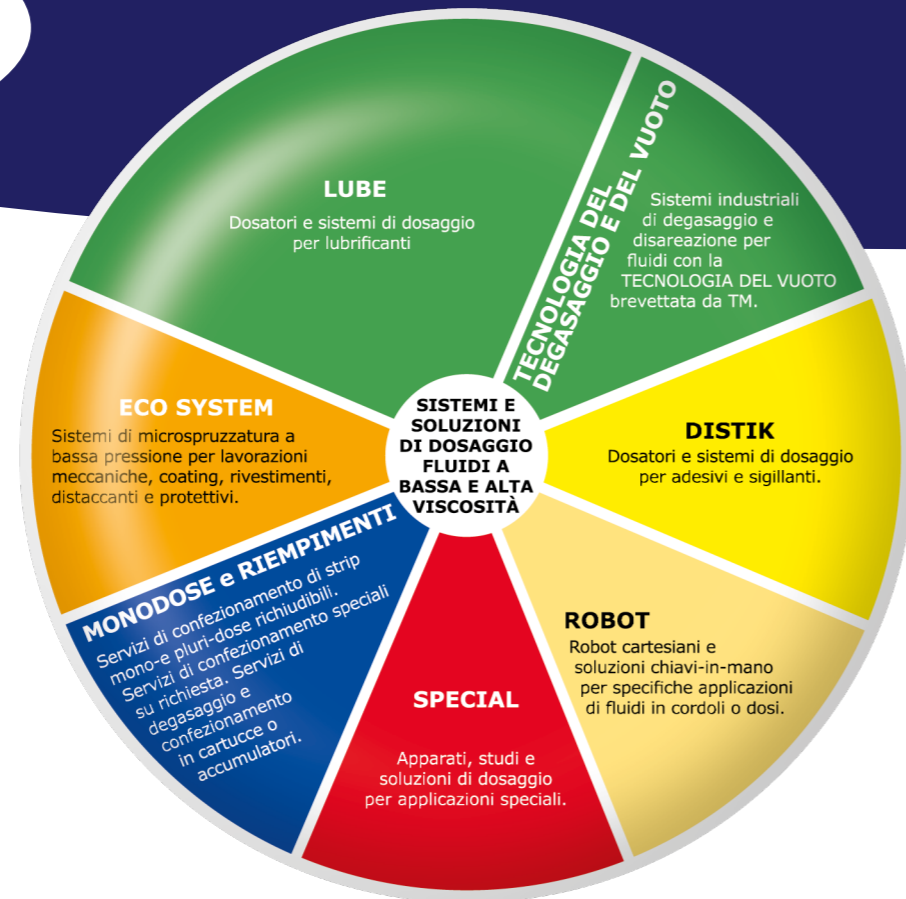 LUBE
Dosatori e sistemi di dosaggio
per lubrificanti
TECNOLOGIA DEL
DEGASAGGIO E DEL VUOTO
Sistemi industriali
di degasaggio e
disareazione per
fluidi con la
TECNOLOGIA DEL VUOTO
brevettata da TM.
DISTIK
Dosatori e sistemi di dosaggio
per adesivi e sigillanti.
ROBOT
Robot cartesiani e
soluzioni chiavi-in-mano
per specifiche applicazioni
di fluidi in cordoli o dosi.
SPECIAL
Apparati, studi e
soluzioni di dosaggio
per applicazioni speciali.
MONODOSE e RIEMPIMENTI
Servizi di confezionamento di strip
mono-e pluri-dose richiudibili.
Servizi di confezionamento speciali
su richiesta. Servizi di
degasaggio e
confezionamento
in cartucce o
accumulatori.
ECO SYSTEM
Sistemi di microspruzzatura a
bassa pressione per lavorazioni
meccaniche, coating, rivestimenti,
distaccanti e protettivi.
SISTEMI E
SOLUZIONI
DI DOSAGGIO
FLUIDI A
BASSA E ALTA
VISCOSITÀ